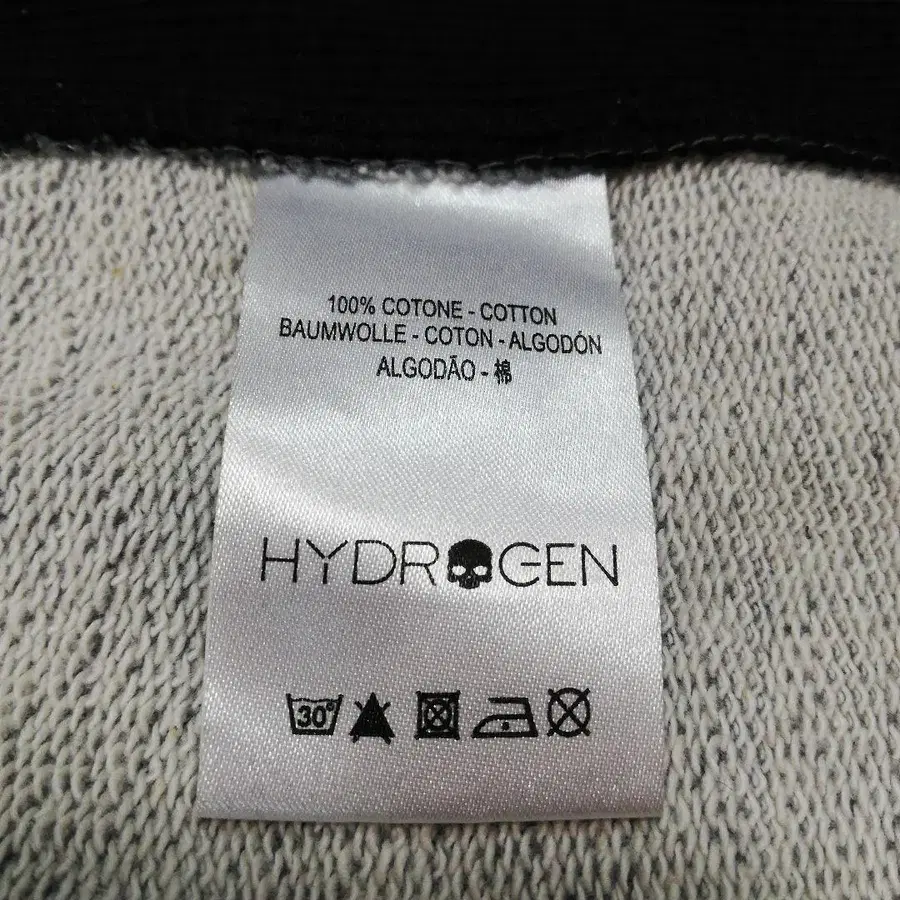 100% COTONE - COTTON
BAUMWOLLE - COTON - ALGODÓN
ALGODÃO - 棉
HYDROGEN
30°